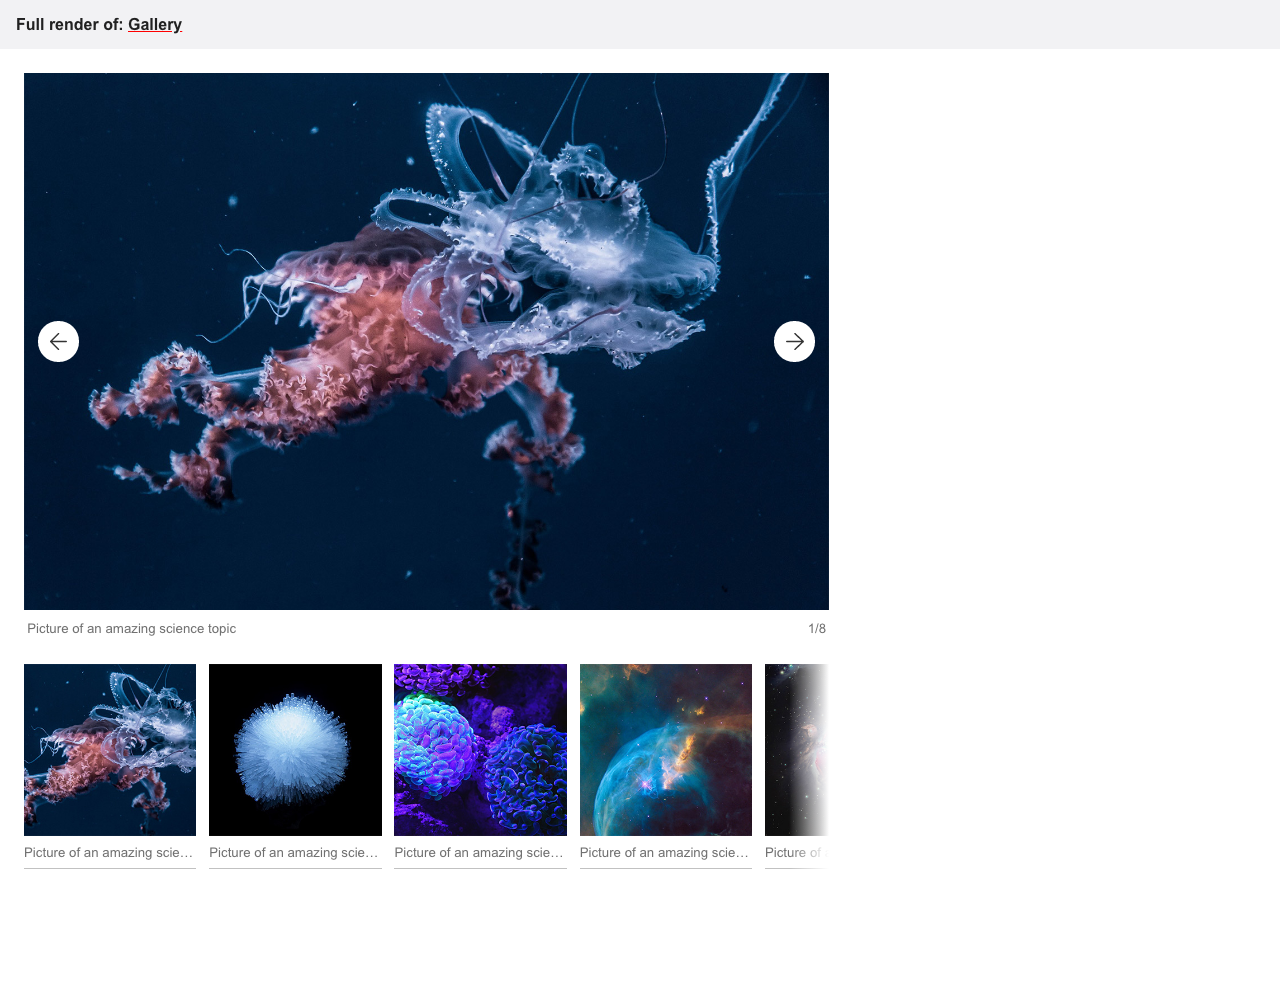 Full render of: Gallery
Picture of an amazing science topic
1/8
Picture of an amazing scie…
Picture of an amazing scie…
Picture of an amazing scie…
Picture of an amazing scie…
Picture of